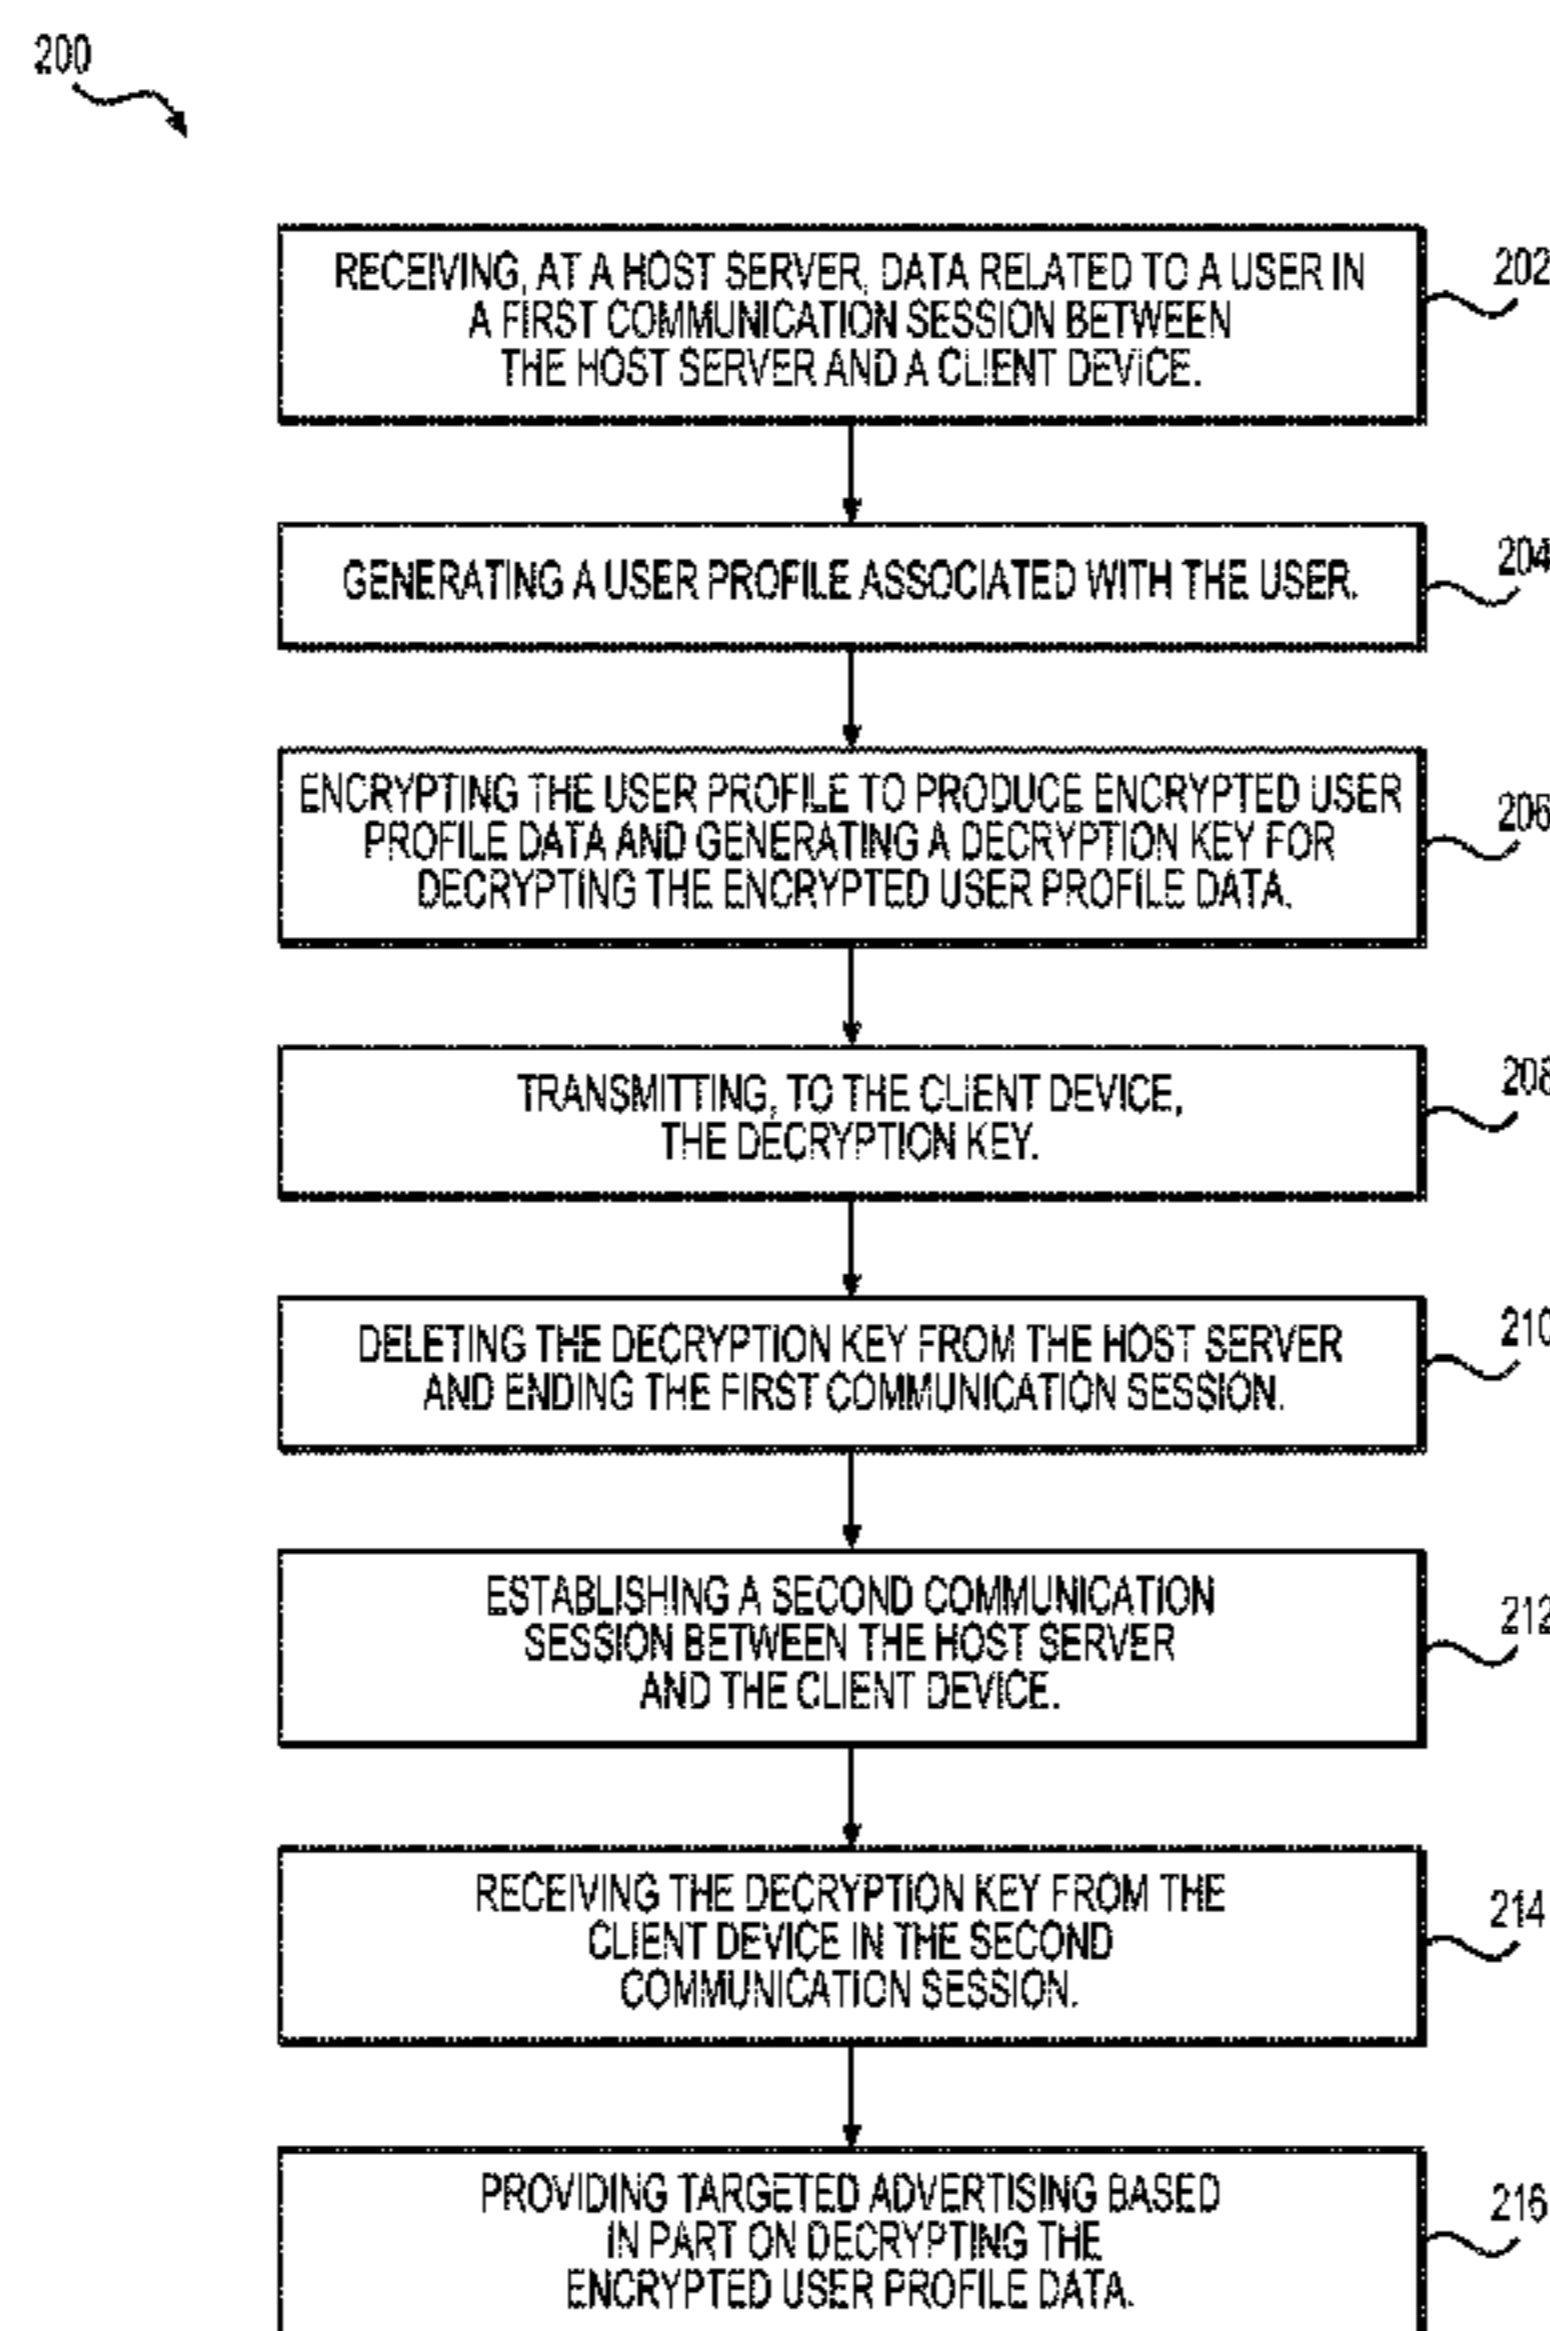 200
RECEIVING, AT A HOST SERVER, DATA RELATED TO A USER IN
A FIRST COMMUNICATION SESSION BETWEEN
THE HOST SERVER AND A CLIENT DEVICE.
202
GENERATING A USER PROFILE ASSOCIATED WITH THE USER.
204
ENCRYPTING THE USER PROFILE TO PRODUCE ENCRYPTED USER
PROFILE DATA AND GENERATING A DECRYPTION KEY FOR
DECRYPTING THE ENCRYPTED USER PROFILE DATA.
206
TRANSMITTING, TO THE CLIENT DEVICE,
THE DECRYPTION KEY.
208
DELETING THE DECRYPTION KEY FROM THE HOST SERVER
AND ENDING THE FIRST COMMUNICATION SESSION.
210
ESTABLISHING A SECOND COMMUNICATION
SESSION BETWEEN THE HOST SERVER
AND THE CLIENT DEVICE.
212
RECEIVING THE DECRYPTION KEY FROM THE
CLIENT DEVICE IN THE SECOND
COMMUNICATION SESSION.
214
PROVIDING TARGETED ADVERTISING BASED
IN PART ON DECRYPTING THE
ENCRYPTED USER PROFILE DATA.
216